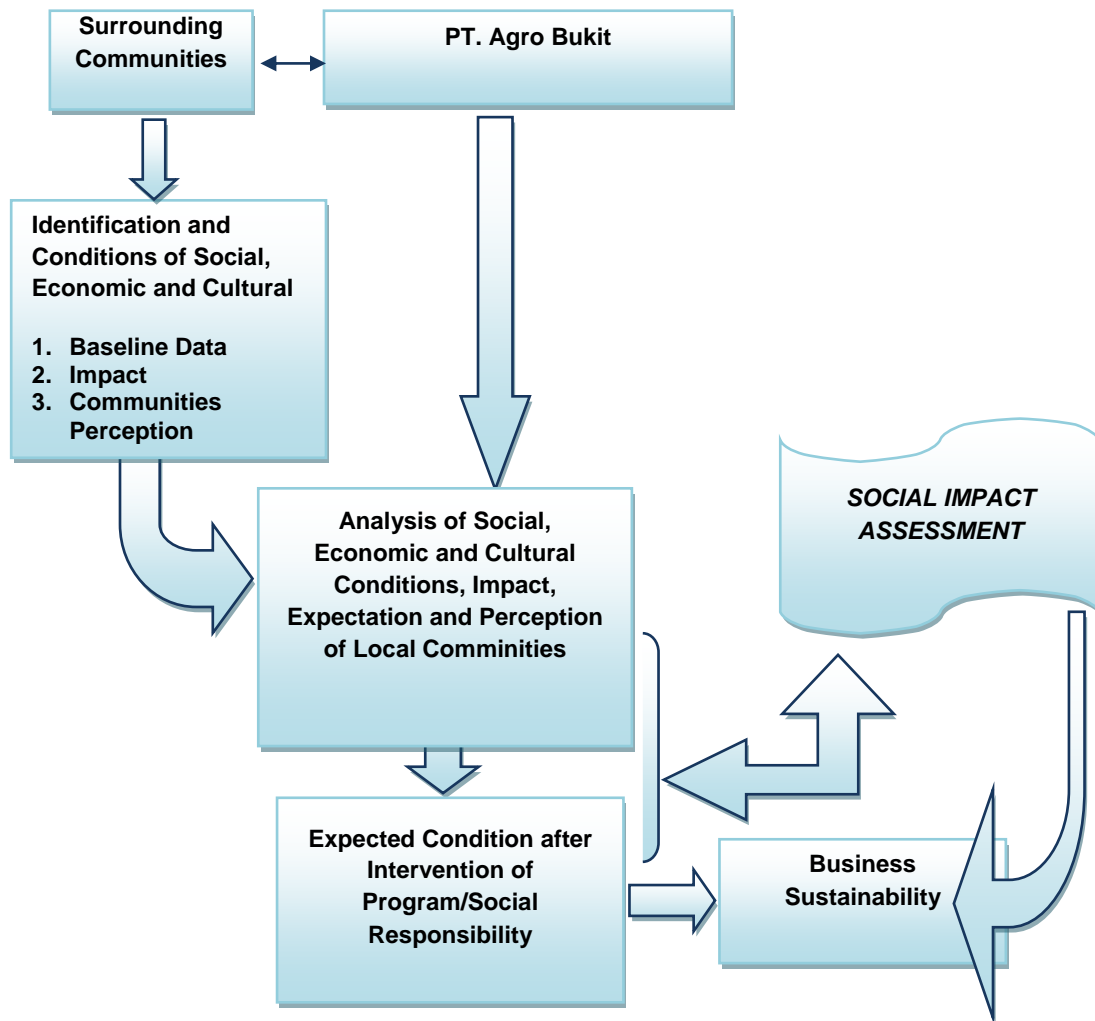 Surrounding
Communities
PT. Agro Bukit
Identification and
Conditions of Social,
Economic and Cultural
1. Baseline Data
2. Impact
3. Communities
Perception
Analysis of Social,
Economic and Cultural
Conditions, Impact,
Expectation and Perception
of Local Comminities
SOCIAL IMPACT
ASSESSMENT
Expected Condition after
Intervention of
Program/Social
Responsibility
Business
Sustainability